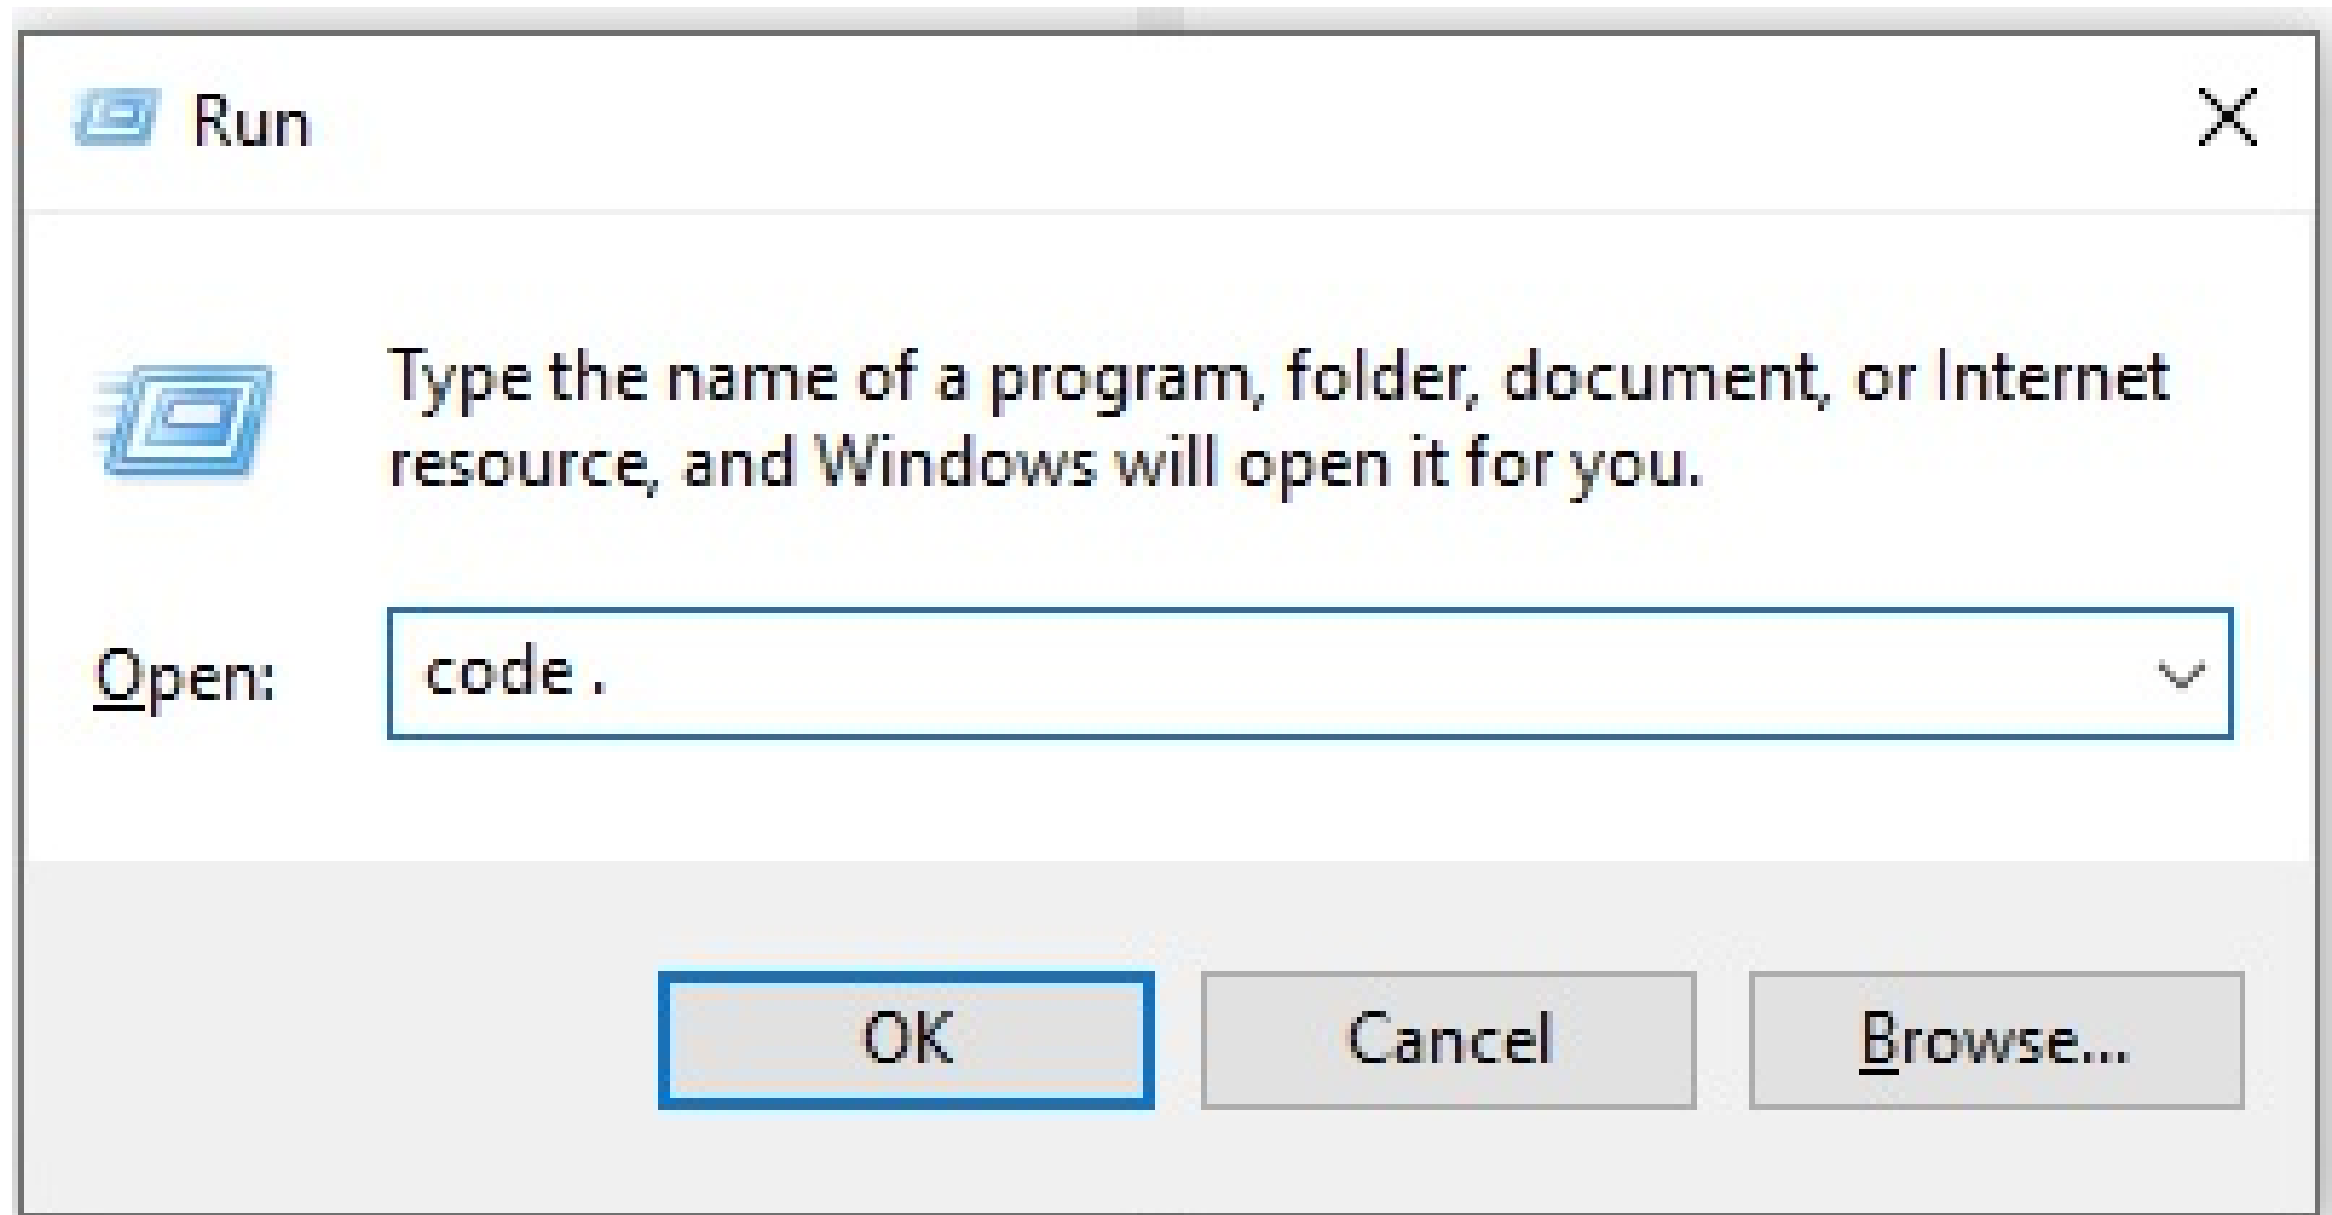 Run
Type the name of a program, folder, document, or Internet
resource, and Windows will open it for you.
Open: code .
OK Cancel Browse...